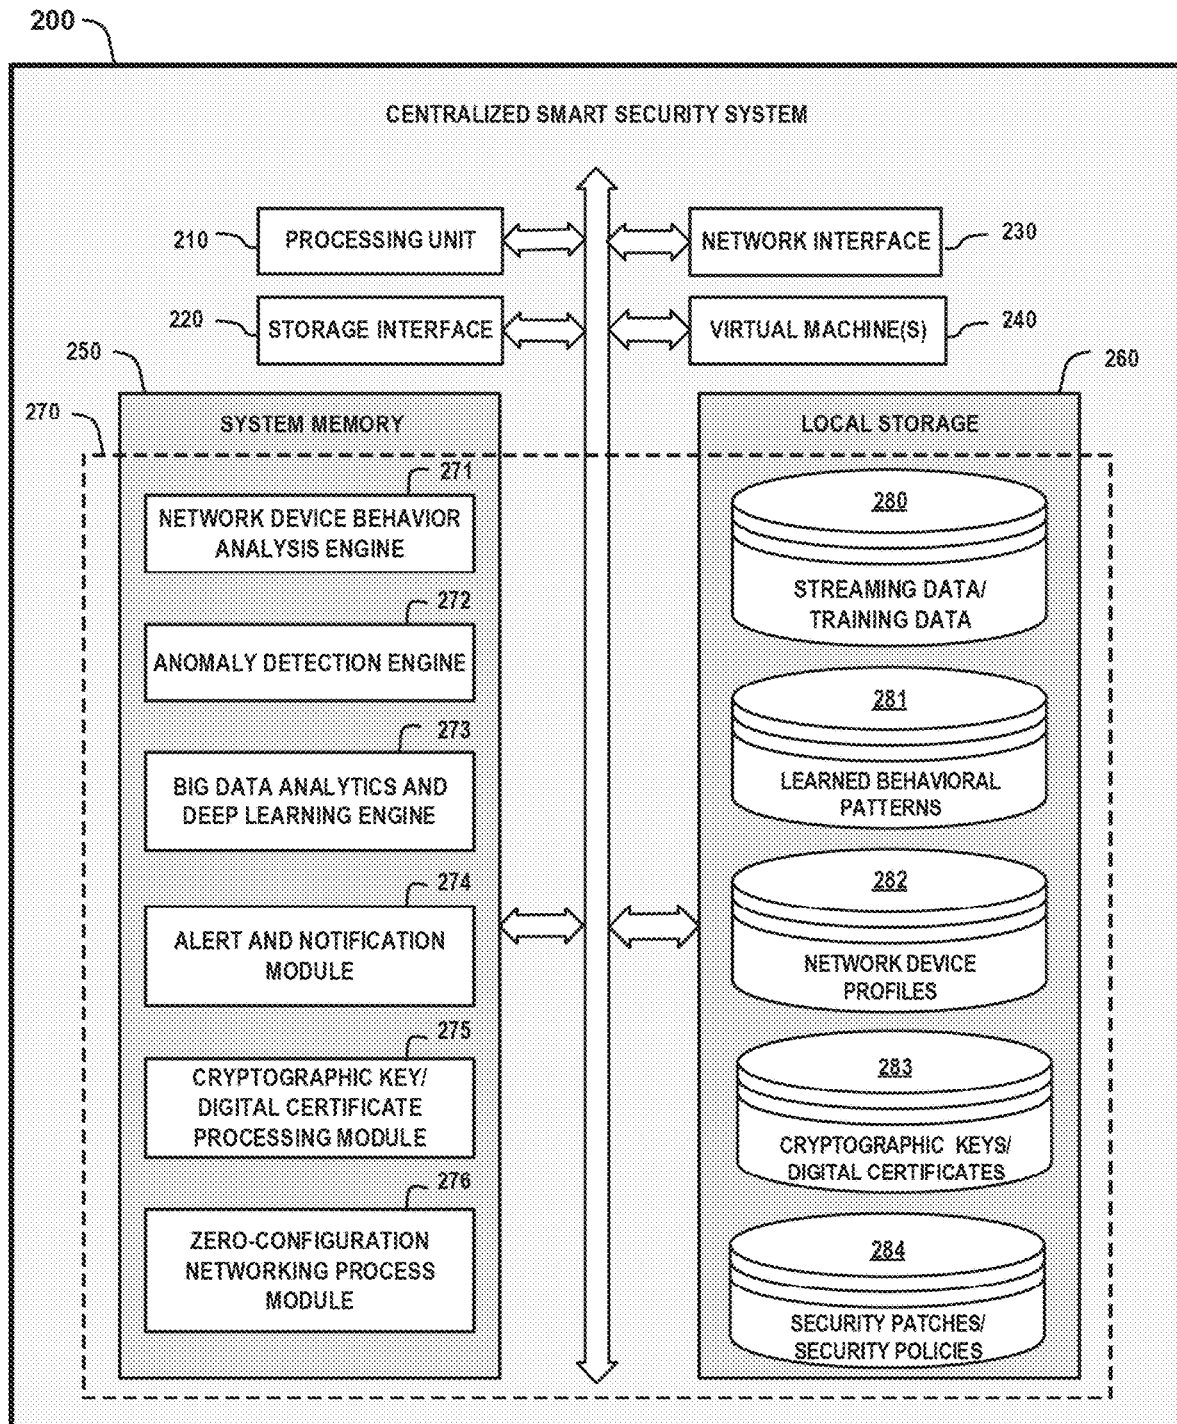 200
CENTRALIZED SMART SECURITY SYSTEM
210
PROCESSING UNIT
NETWORK INTERFACE
230
220
STORAGE INTERFACE
VIRTUAL MACHINE(S)
240
250
260
270
SYSTEM MEMORY
LOCAL STORAGE
271
NETWORK DEVICE BEHAVIOR
ANALYSIS ENGINE
272
ANOMALY DETECTION ENGINE
273
BIG DATA ANALYTICS AND
DEEP LEARNING ENGINE
274
ALERT AND NOTIFICATION
MODULE
275
CRYPTOGRAPHIC KEY/
DIGITAL CERTIFICATE
PROCESSING MODULE
276
ZERO-CONFIGURATION
NETWORKING PROCESS
MODULE
280
STREAMING DATA/
TRAINING DATA
281
LEARNED BEHAVIORAL
PATTERNS
282
NETWORK DEVICE
PROFILES
283
CRYPTOGRAPHIC KEYS/
DIGITAL CERTIFICATES
284
SECURITY PATCHES/
SECURITY POLICIES